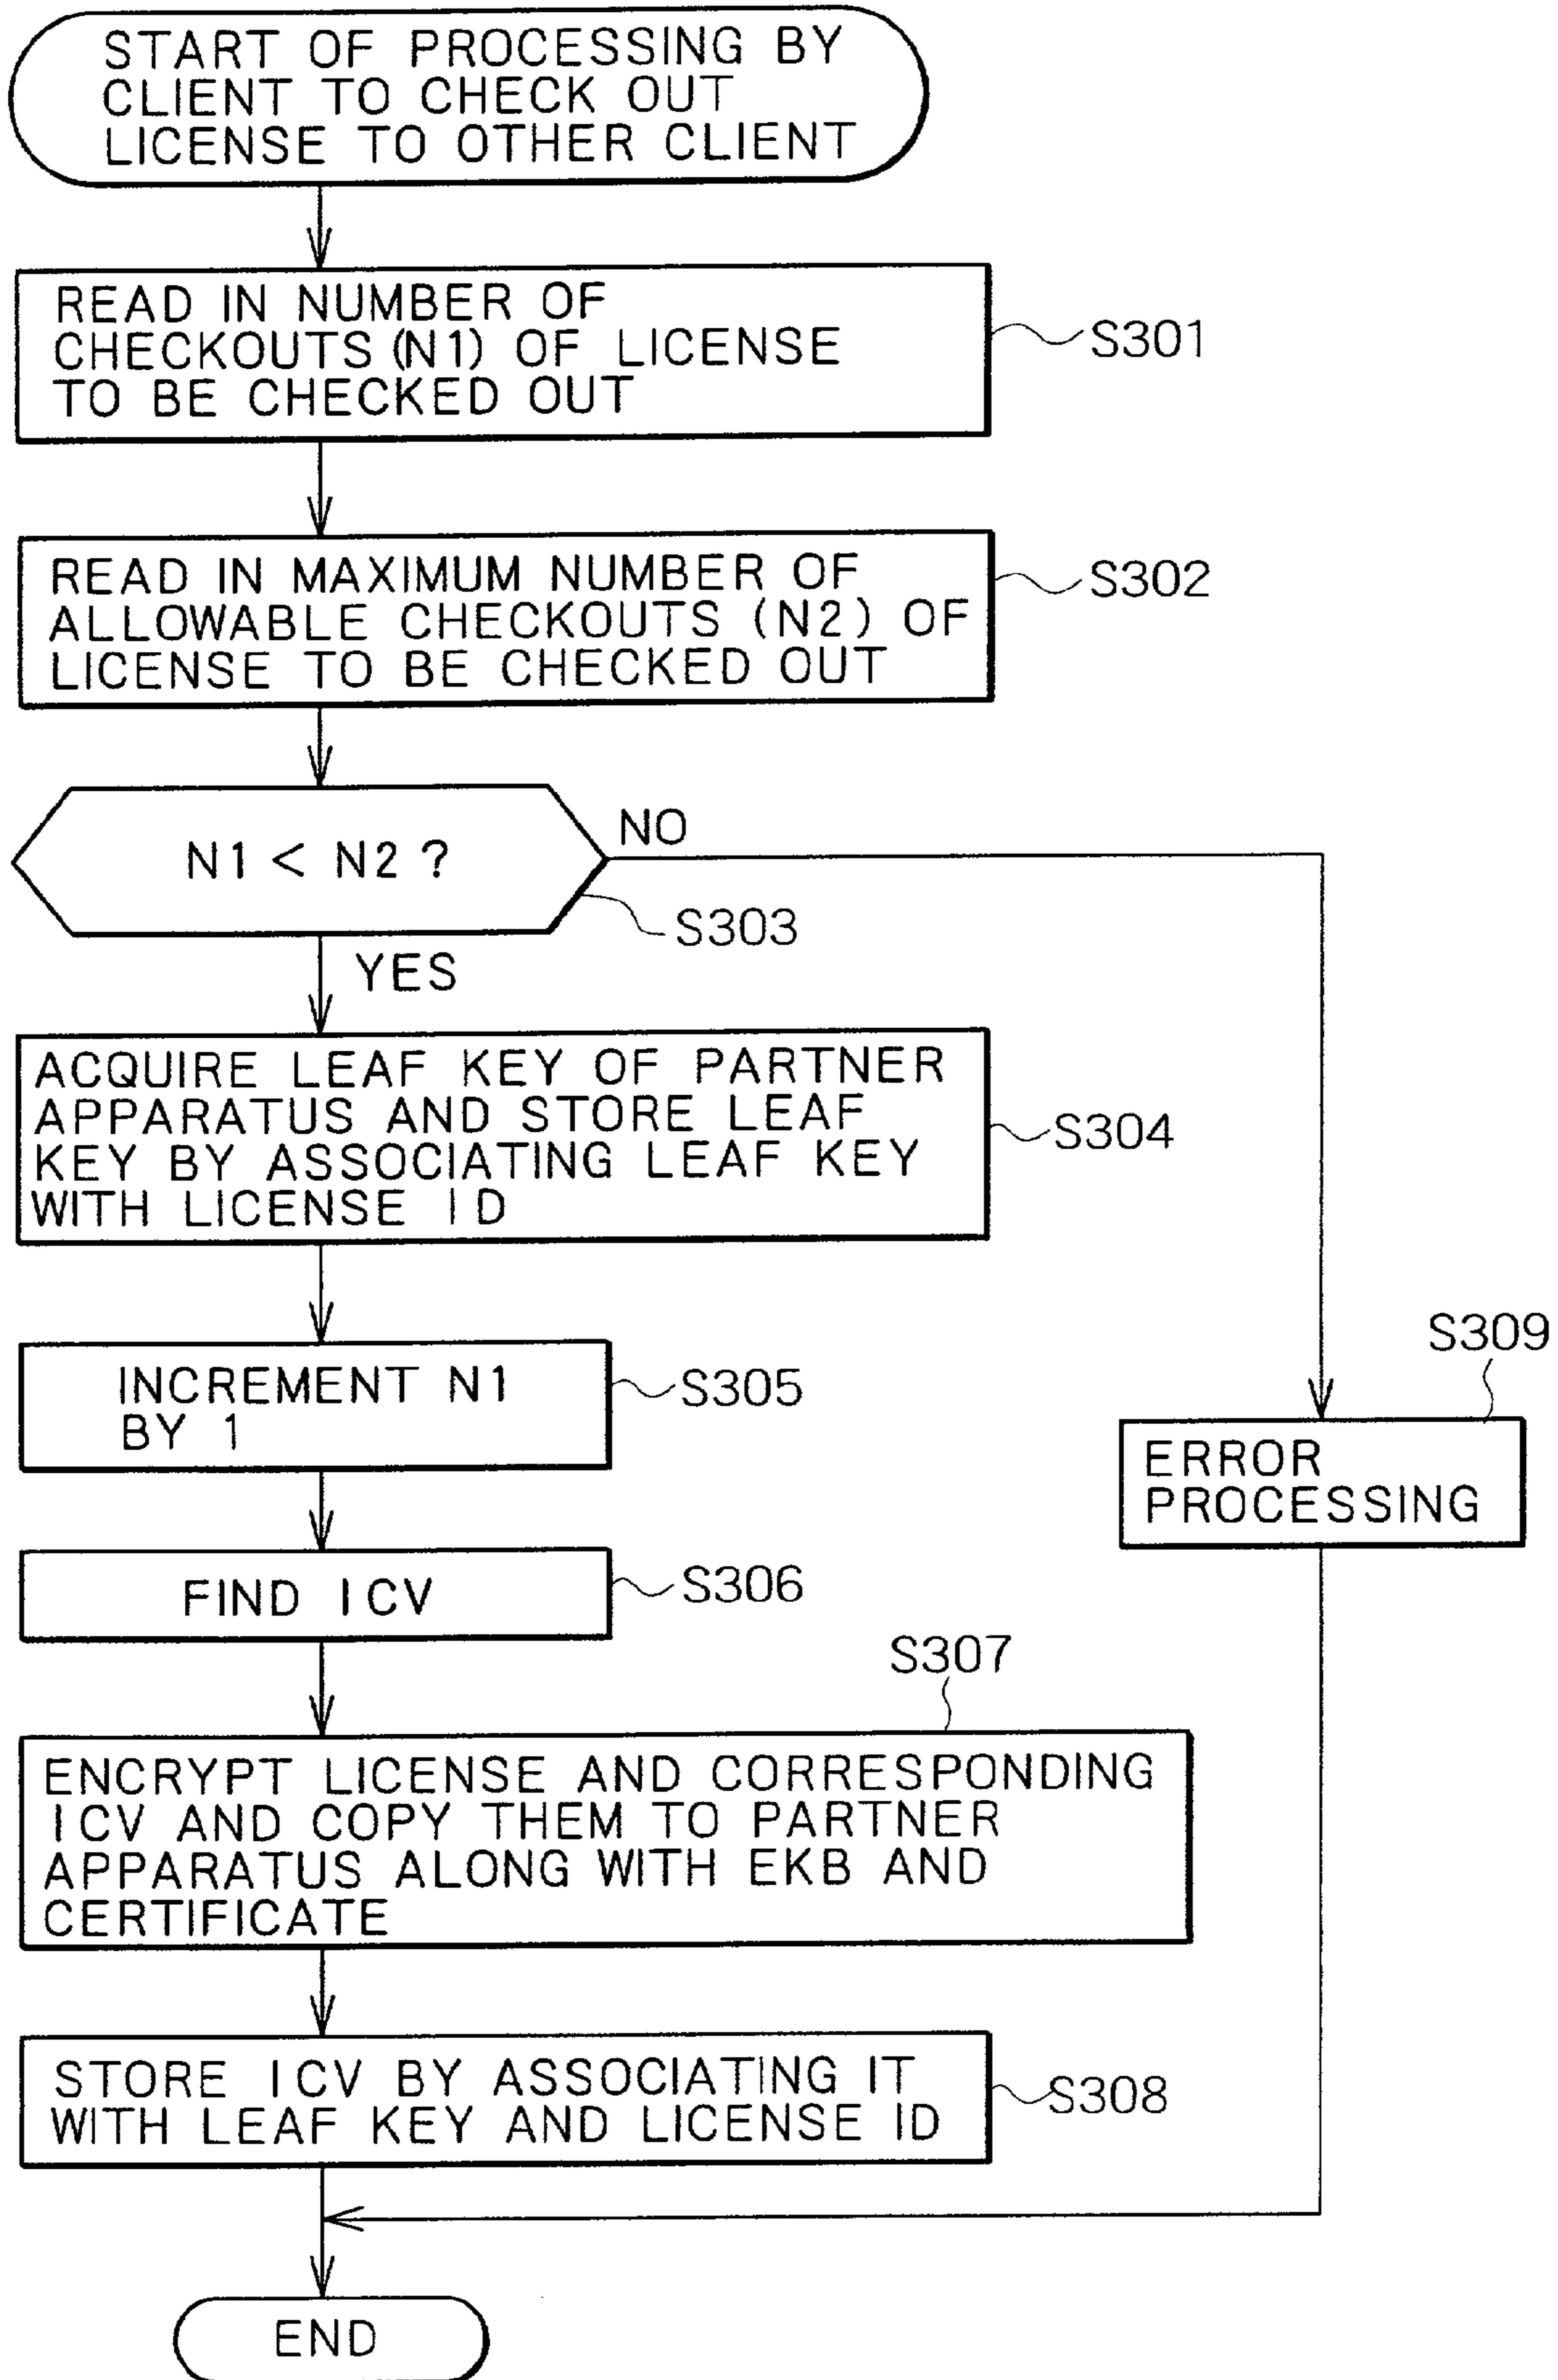 START OF PROCESSING BY
CLIENT TO CHECK OUT
LICENSE TO OTHER CLIENT
READ IN NUMBER OF
CHECKOUTS (N1) OF LICENSE
TO BE CHECKED OUT
S301
READ IN MAXIMUM NUMBER OF
ALLOWABLE CHECKOUTS (N2) OF
LICENSE TO BE CHECKED OUT
S302
N1 < N2 ?
NO
S303
YES
ACQUIRE LEAF KEY OF PARTNER
APPARATUS AND STORE LEAF
KEY BY ASSOCIATING LEAF KEY
WITH LICENSE ID
S304
INCREMENT N1
BY 1
S305
S309
ERROR
PROCESSING
FIND ICV
S306
S307
ENCRYPT LICENSE AND CORRESPONDING
ICV AND COPY THEM TO PARTNER
APPARATUS ALONG WITH EKB AND
CERTIFICATE
STORE ICV BY ASSOCIATING IT
WITH LEAF KEY AND LICENSE ID
S308
END